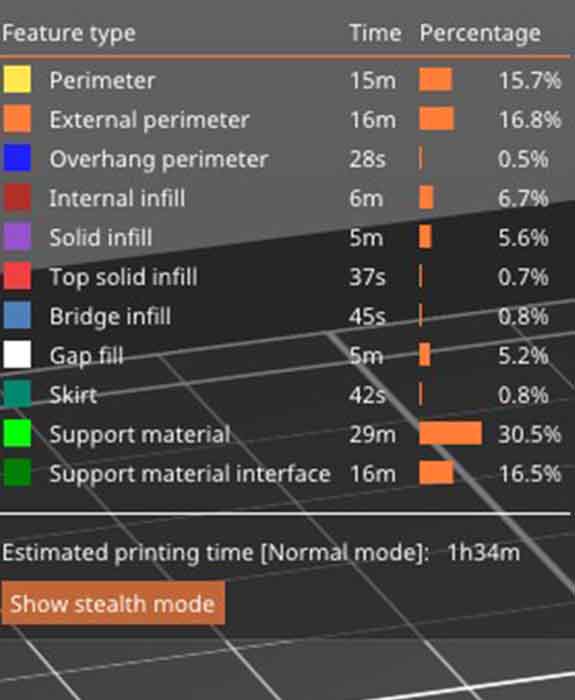 Feature type Time Percentage
Perimeter 15m 15.7%
External perimeter 16m 16.8%
Overhang perimeter 28s 0.5%
Internal infill 6m 6.7%
Solid infill 5m 5.6%
Top solid infill 37s 0.7%
Bridge infill 45s 0.8%
Gap fill 5m 5.2%
Skirt 42s 0.8%
Support material 29m 30.5%
Support material interface 16m 16.5%
Estimated printing time [Normal mode]: 1h34m
Show stealth mode